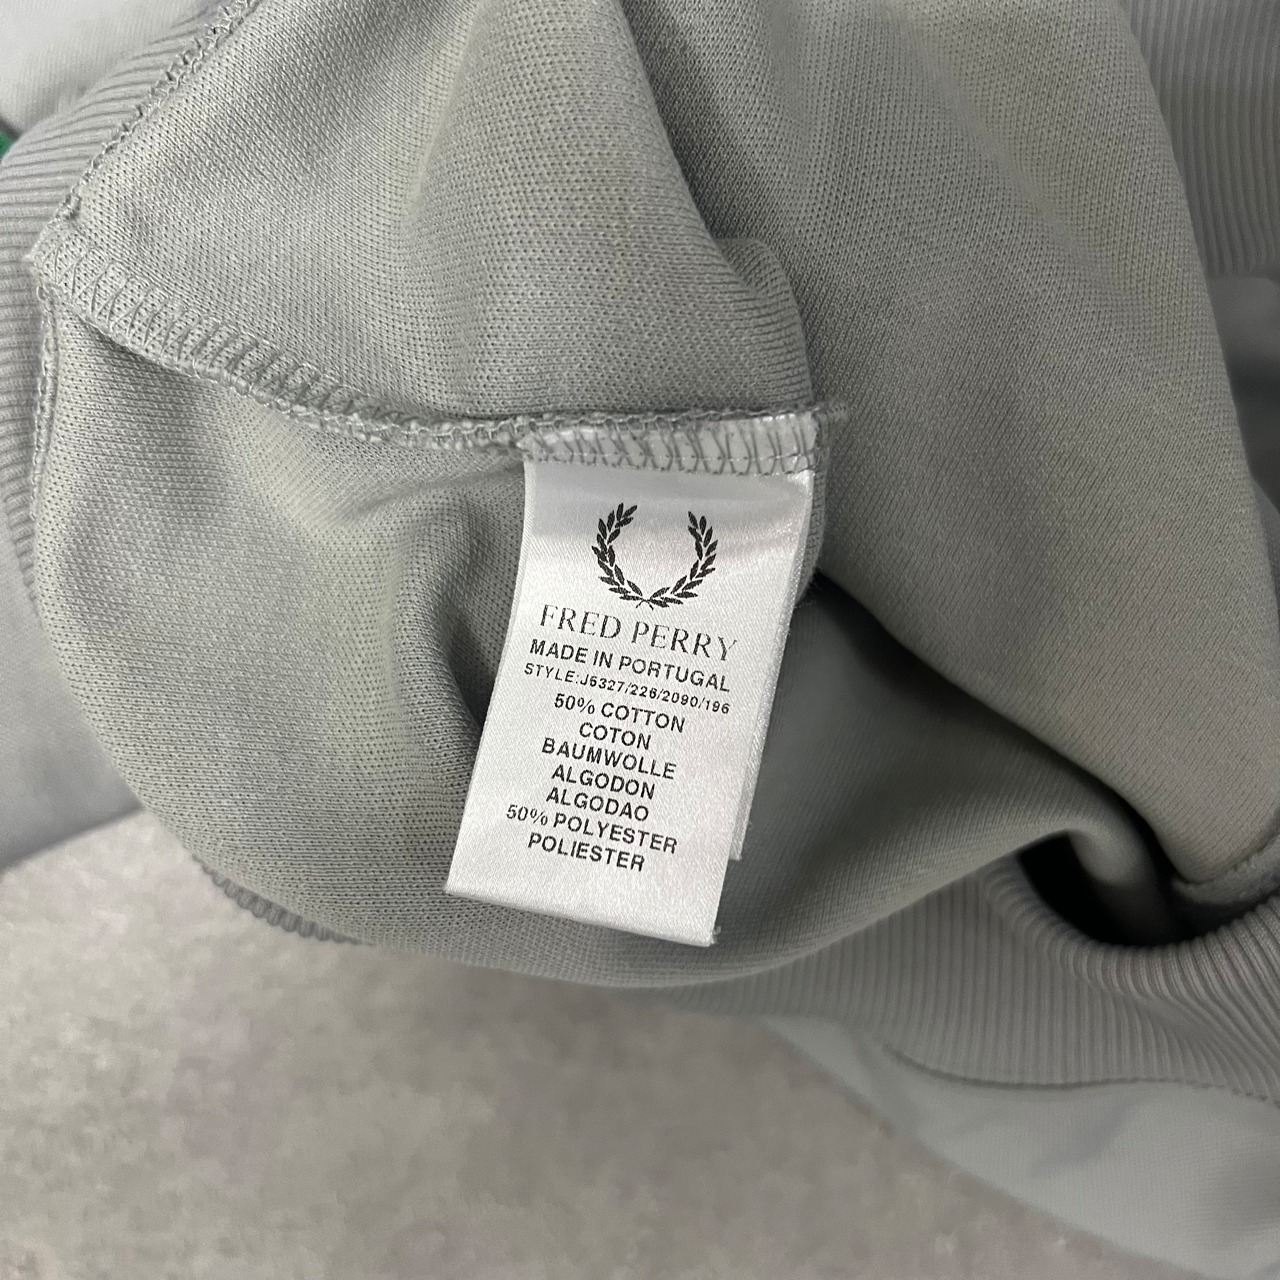 FRED PERRY
MADE IN PORTUGAL
STYLE:J6327/226/2090/196
50% COTTON
COTON
BAUMWOLLE
ALGODON
ALGODAO
50% POLYESTER
POLIESTER